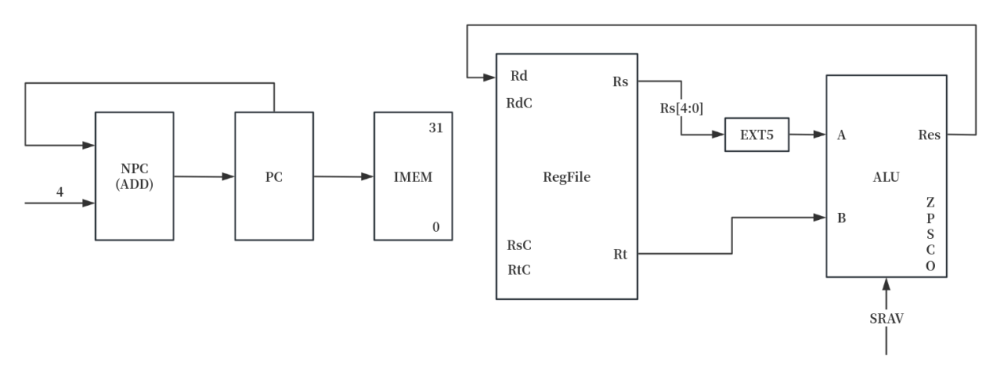 4
NPC
(ADD)
PC
31
IMEM
0
Rd
RdC
RegFile
RsC
RtC
Rs
Rt
Rs[4:0]
EXT5
A
B
ALU
Res
Z
P
S
C
O
SRAV